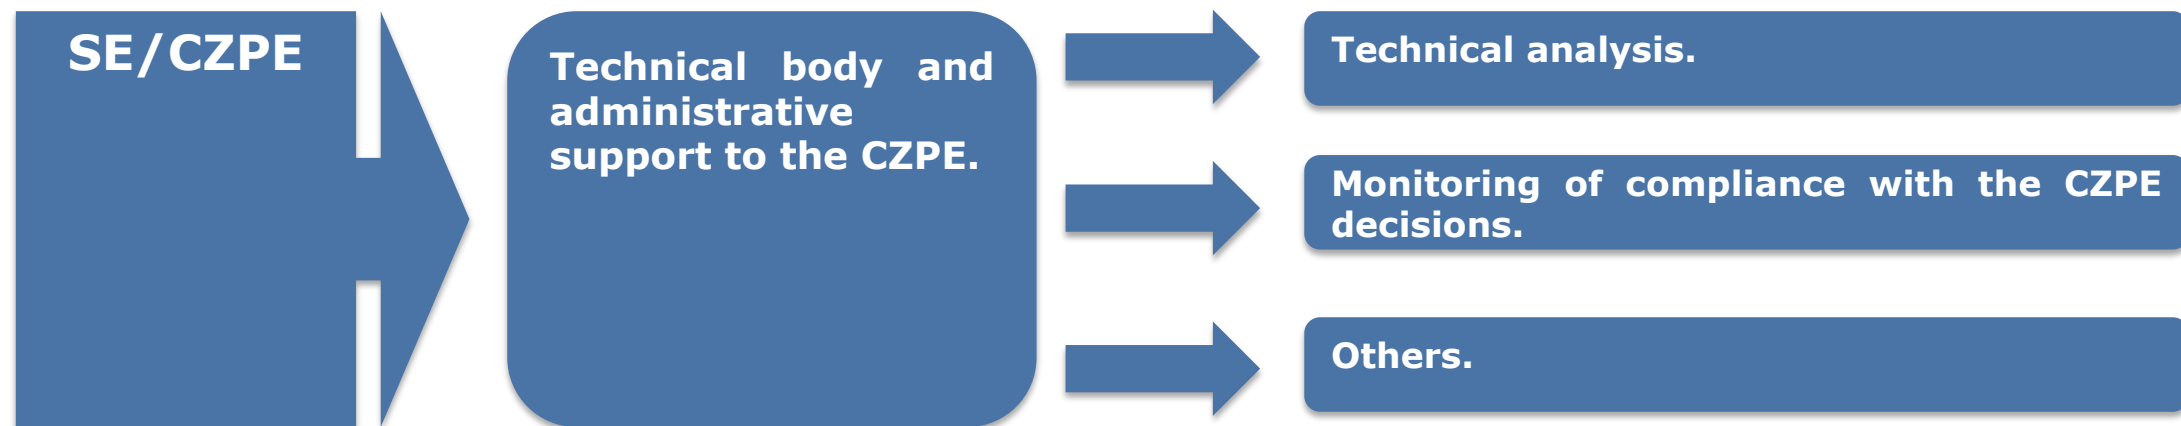 SE/CZPE
Technical body and
administrative
support to the CZPE.
Technical analysis.
Monitoring of compliance with the CZPE
decisions.
Others.